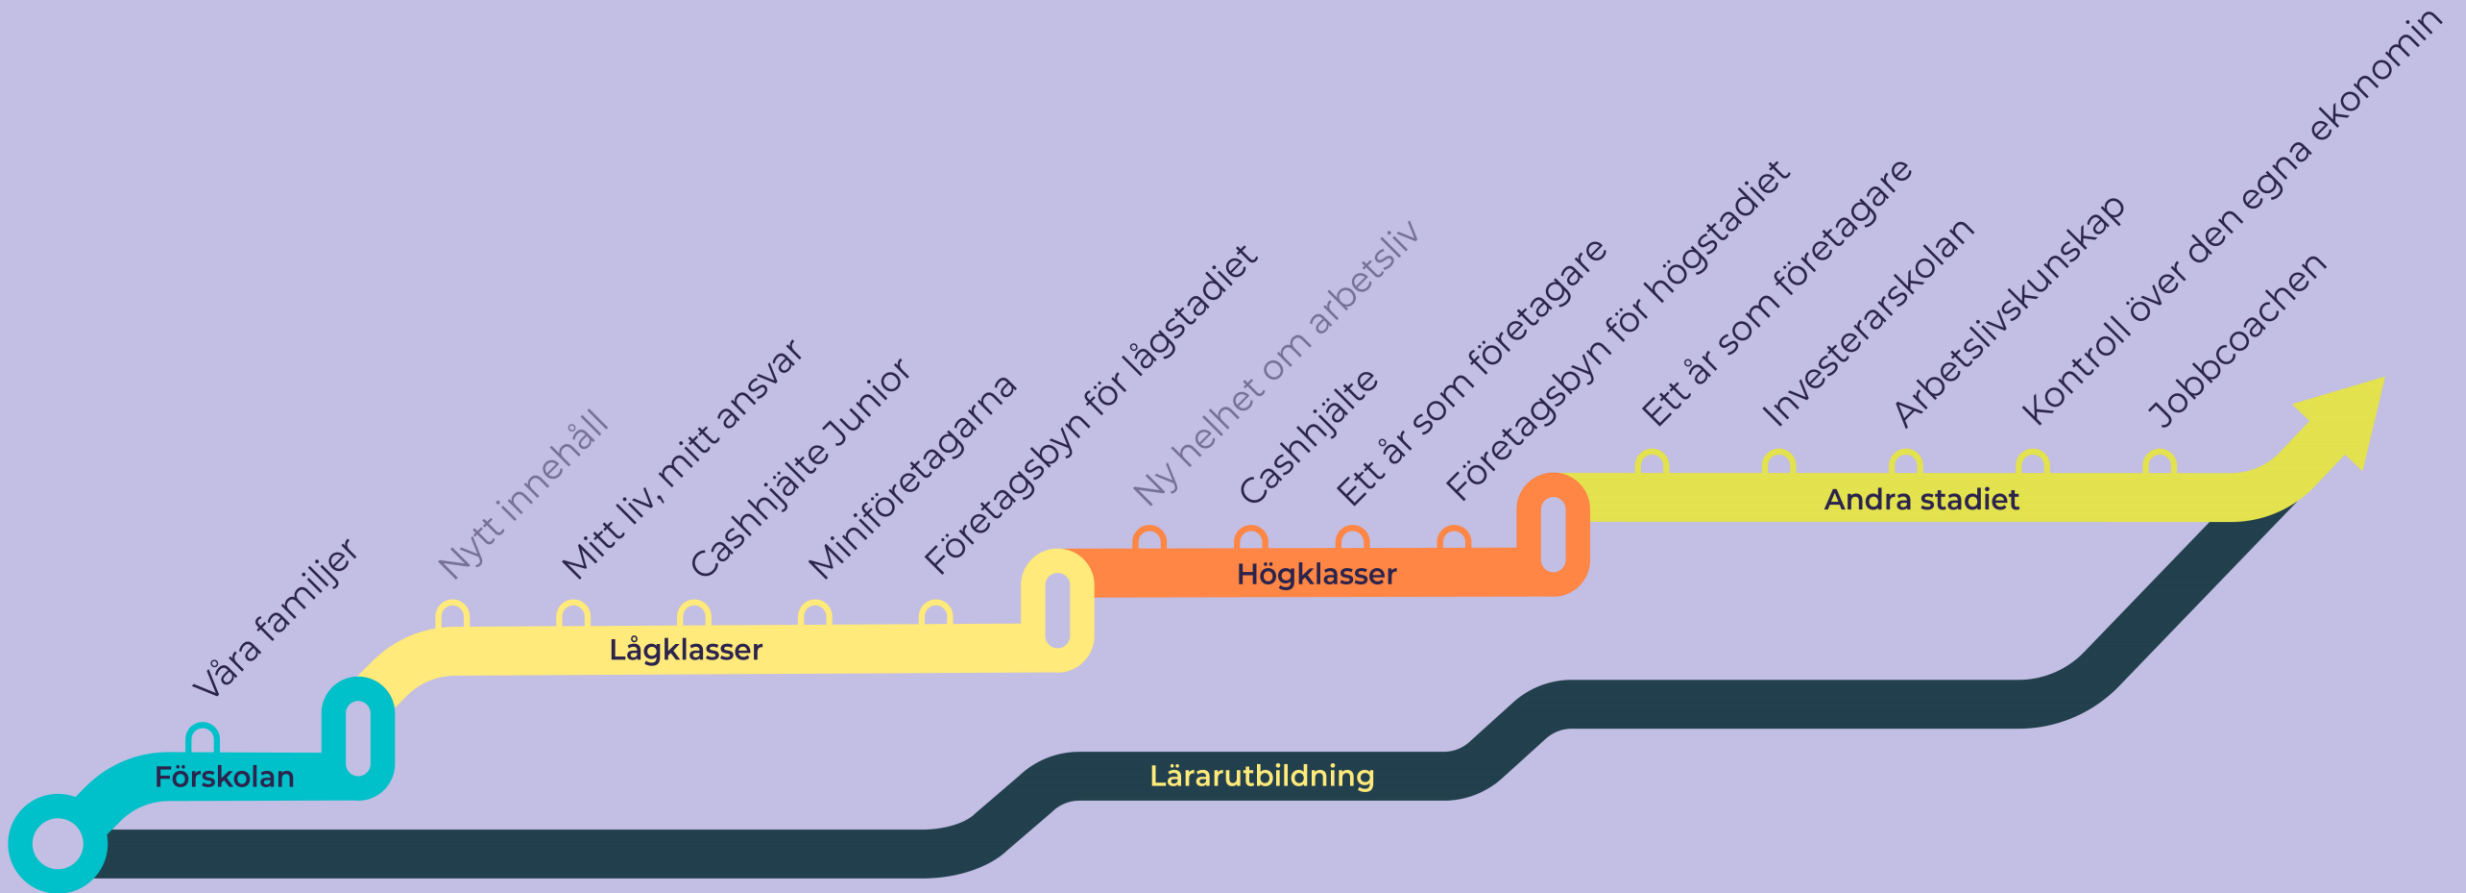 Våra familjer
Förskolan
Nytt innehåll
Mitt liv, mitt ansvar
Cashhjälte Junior
Miniföretagarna
Företagsbyn för lågstadiet
Lågklasser
Ny helhet om arbetsliv
Cashhjälte
Ett år som företagare
Företagsbyn för högstadiet
Högklasser
Ett år som företagare
Investerarskolan
Arbetslivskunskap
Kontroll över den egna ekonomin
Jobbcoachen
Andra stadiet
Lärarutbildning